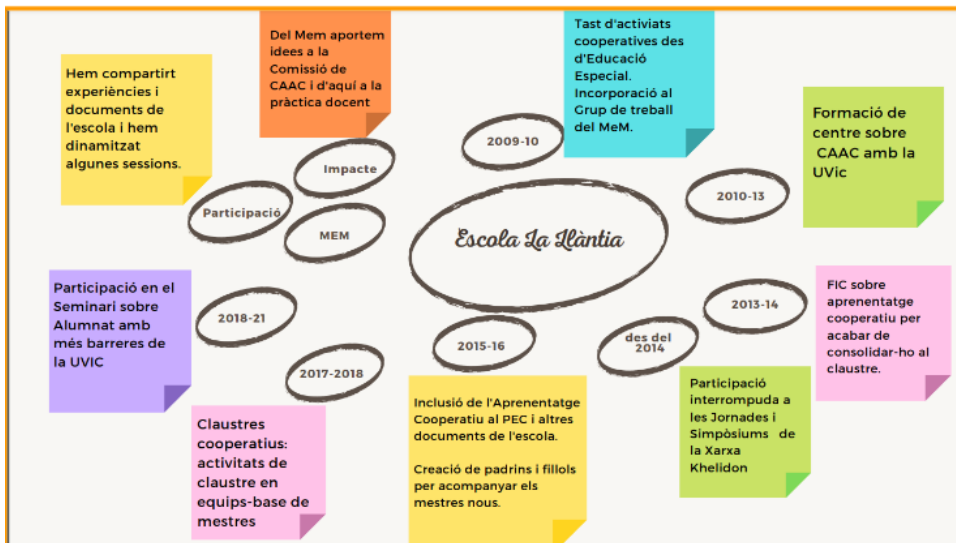 Hem compartirt
experiències i
documents de
l'escola i hem
dinamitzat
algunes sessions.
Del Mem aportem
idees a la
Comissió de
CAAC i d'aquí a la
pràctica docent
Tast d'activiats
cooperatives des
d'Educació
Especial.
Incorporació al
Grup de treball
del MeM.
Formació de
centre sobre
CAAC amb la
UVic
2009-10
Impacte
Participació
MEM
2010-13
Escola La Llàntia
Participació en el
Seminari sobre
Alumnat amb
més barreres de
la UVIC
2018-21
2017-2018
2015-16
des del
2014
2013-14
FIC sobre
aprenentatge
cooperatiu per
acabar de
consolidar-ho al
claustre.
Claustres
cooperatius:
activitats de
claustre en
equips-base de
mestres
Inclusió de l'Aprenentatge
Cooperatiu al PEC i altres
documents de l'escola.
Creació de padrins i fillols
per acompanyar els
mestres nous.
Participació
interrompuda a
les Jornades i
Simpòsiums de
la Xarxa
Khelidon